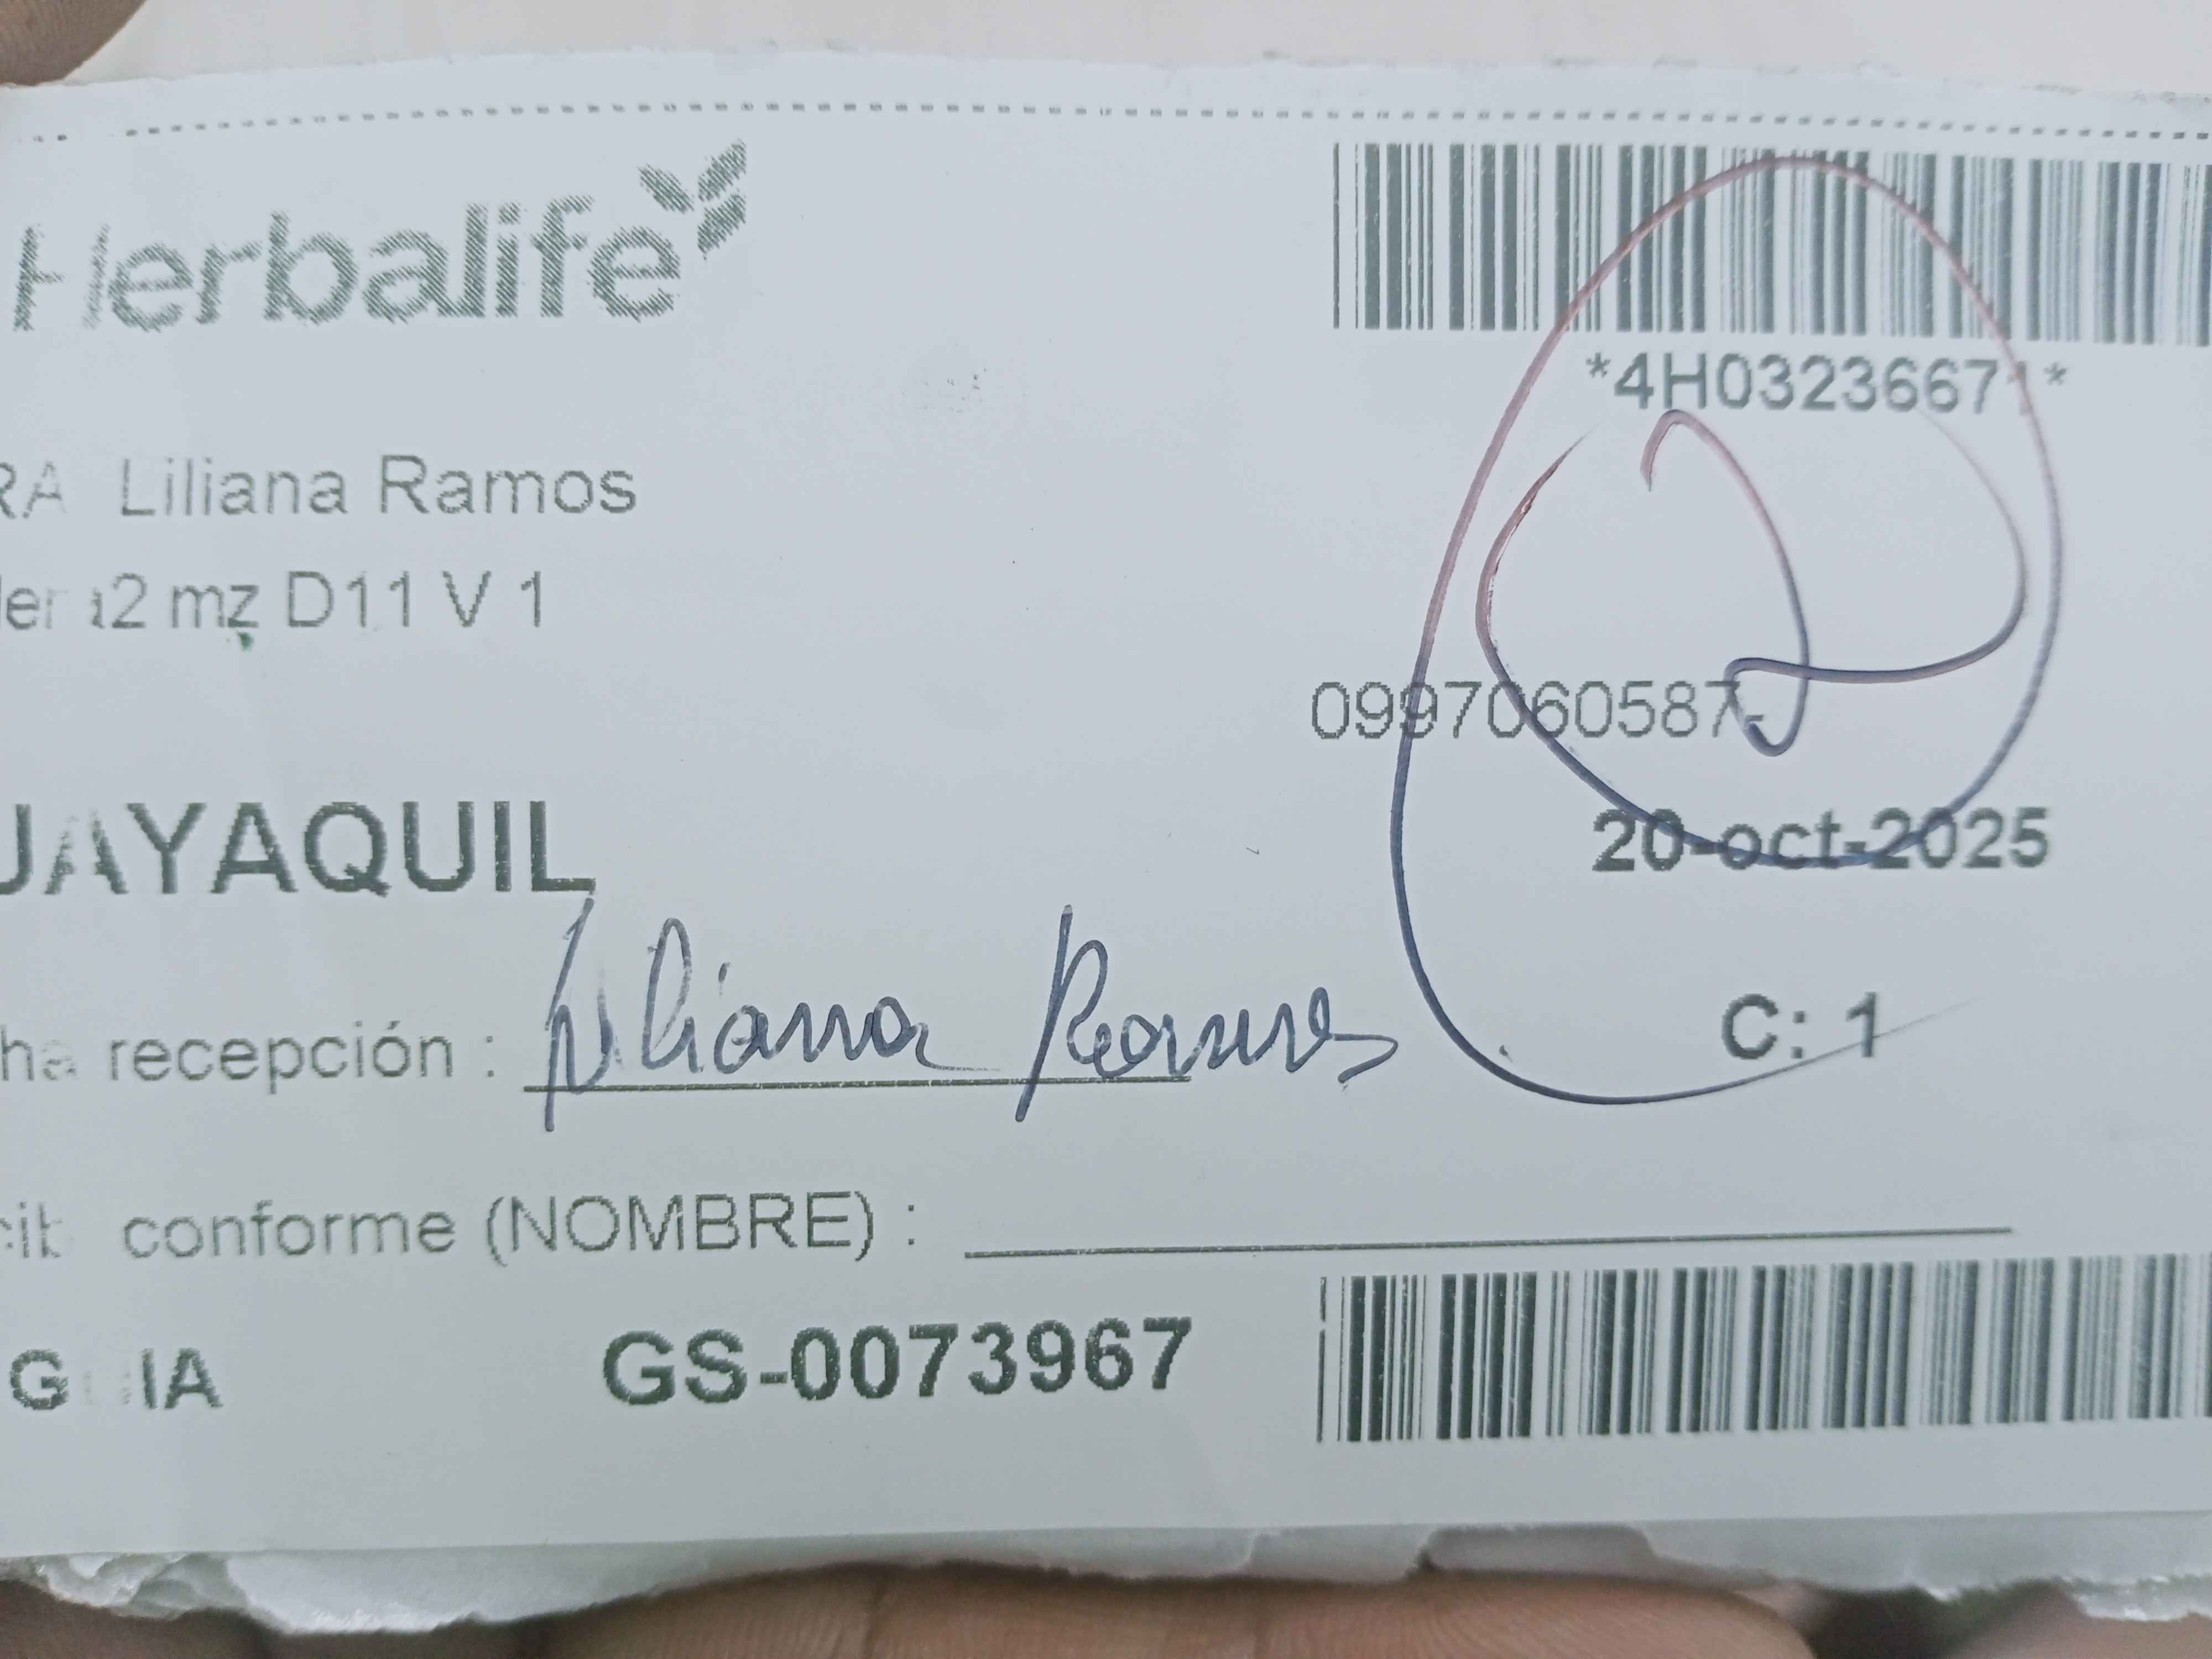 Herbalife
*4H03236671*
RA Liliana Ramos
2 mz D11 V 1
0997060587-
UAYAQUIL
20-oct-2025
ha recepción : Liliana Ramos
C: 1
conforme (NOMBRE) :
G IA GS-0073967